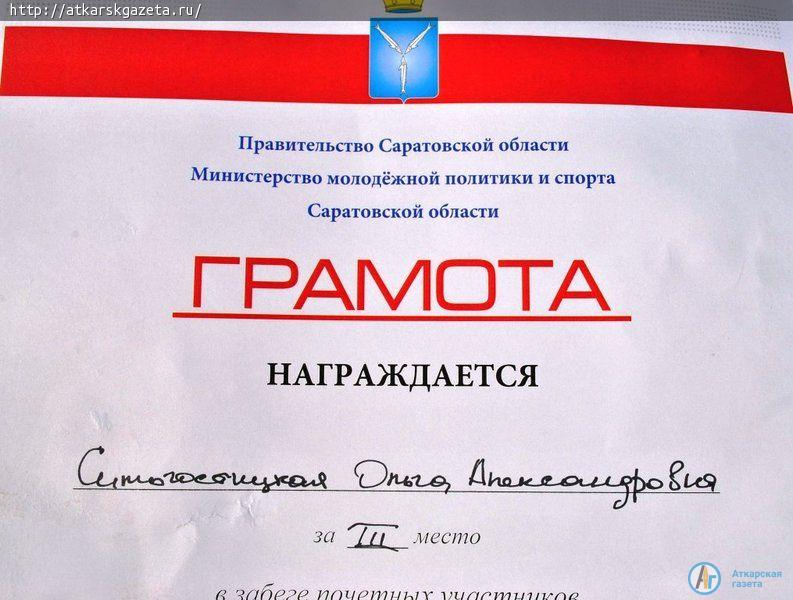 http://atkarskgazeta.ru/
Правительство Саратовской области
Министерство молодёжной политики и спорта
Саратовской области
ГРАМОТА
НАГРАЖДАЕТСЯ
Ольга Александровна
за III место
в забеге почетных участников
Аткарская
газета